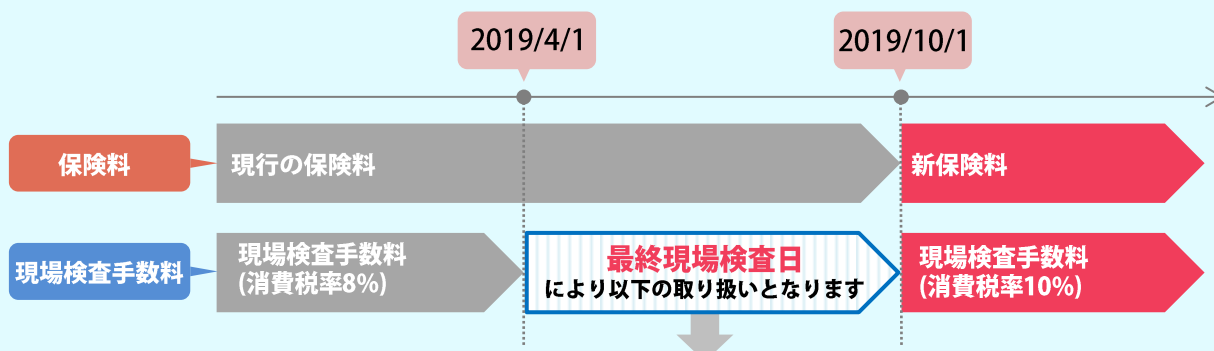 2019/4/1
2019/10/1
保険料
現行の保険料
新保険料
現場検査手数料
現場検査手数料
(消費税率8%)
最終現場検査日
により以下の取り扱いとなります
現場検査手数料
(消費税率10%)